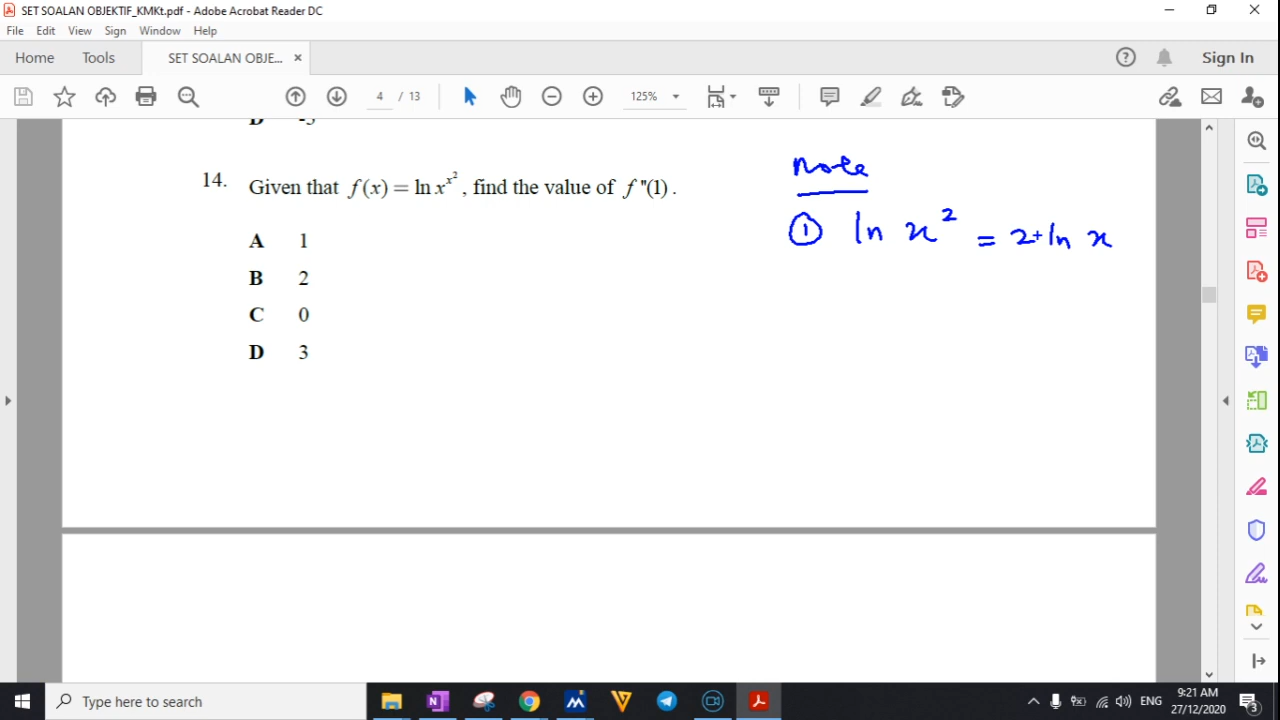 SET SOALAN OBJEKTIF_KMKt.pdf - Adobe Acrobat Reader DC
File Edit View Sign Window Help
Home Tools SET SOALAN OBJE... ×
Sign In
4 / 13 125%
D -3
14. Given that f(x) = ln x^{x^2}, find the value of f "(1).
A 1
B 2
C 0
D 3
Note
① ln x^2 = 2 ln x
Type here to search
ENG
9:21 AM
27/12/2020
3